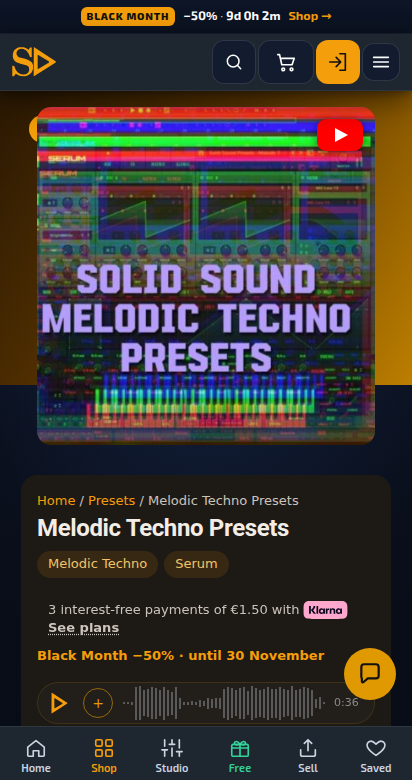 BLACK MONTH −50% · 9d 0h 2m Shop →
SD
SERUM
SERUM
SOLID SOUND
MELODIC TECHNO
PRESETS
Home / Presets / Melodic Techno Presets
Melodic Techno Presets
Melodic Techno Serum
3 interest-free payments of €1.50 with Klarna
See plans
Black Month −50% · until 30 November
0:36
Home Shop Studio Free Sell Saved